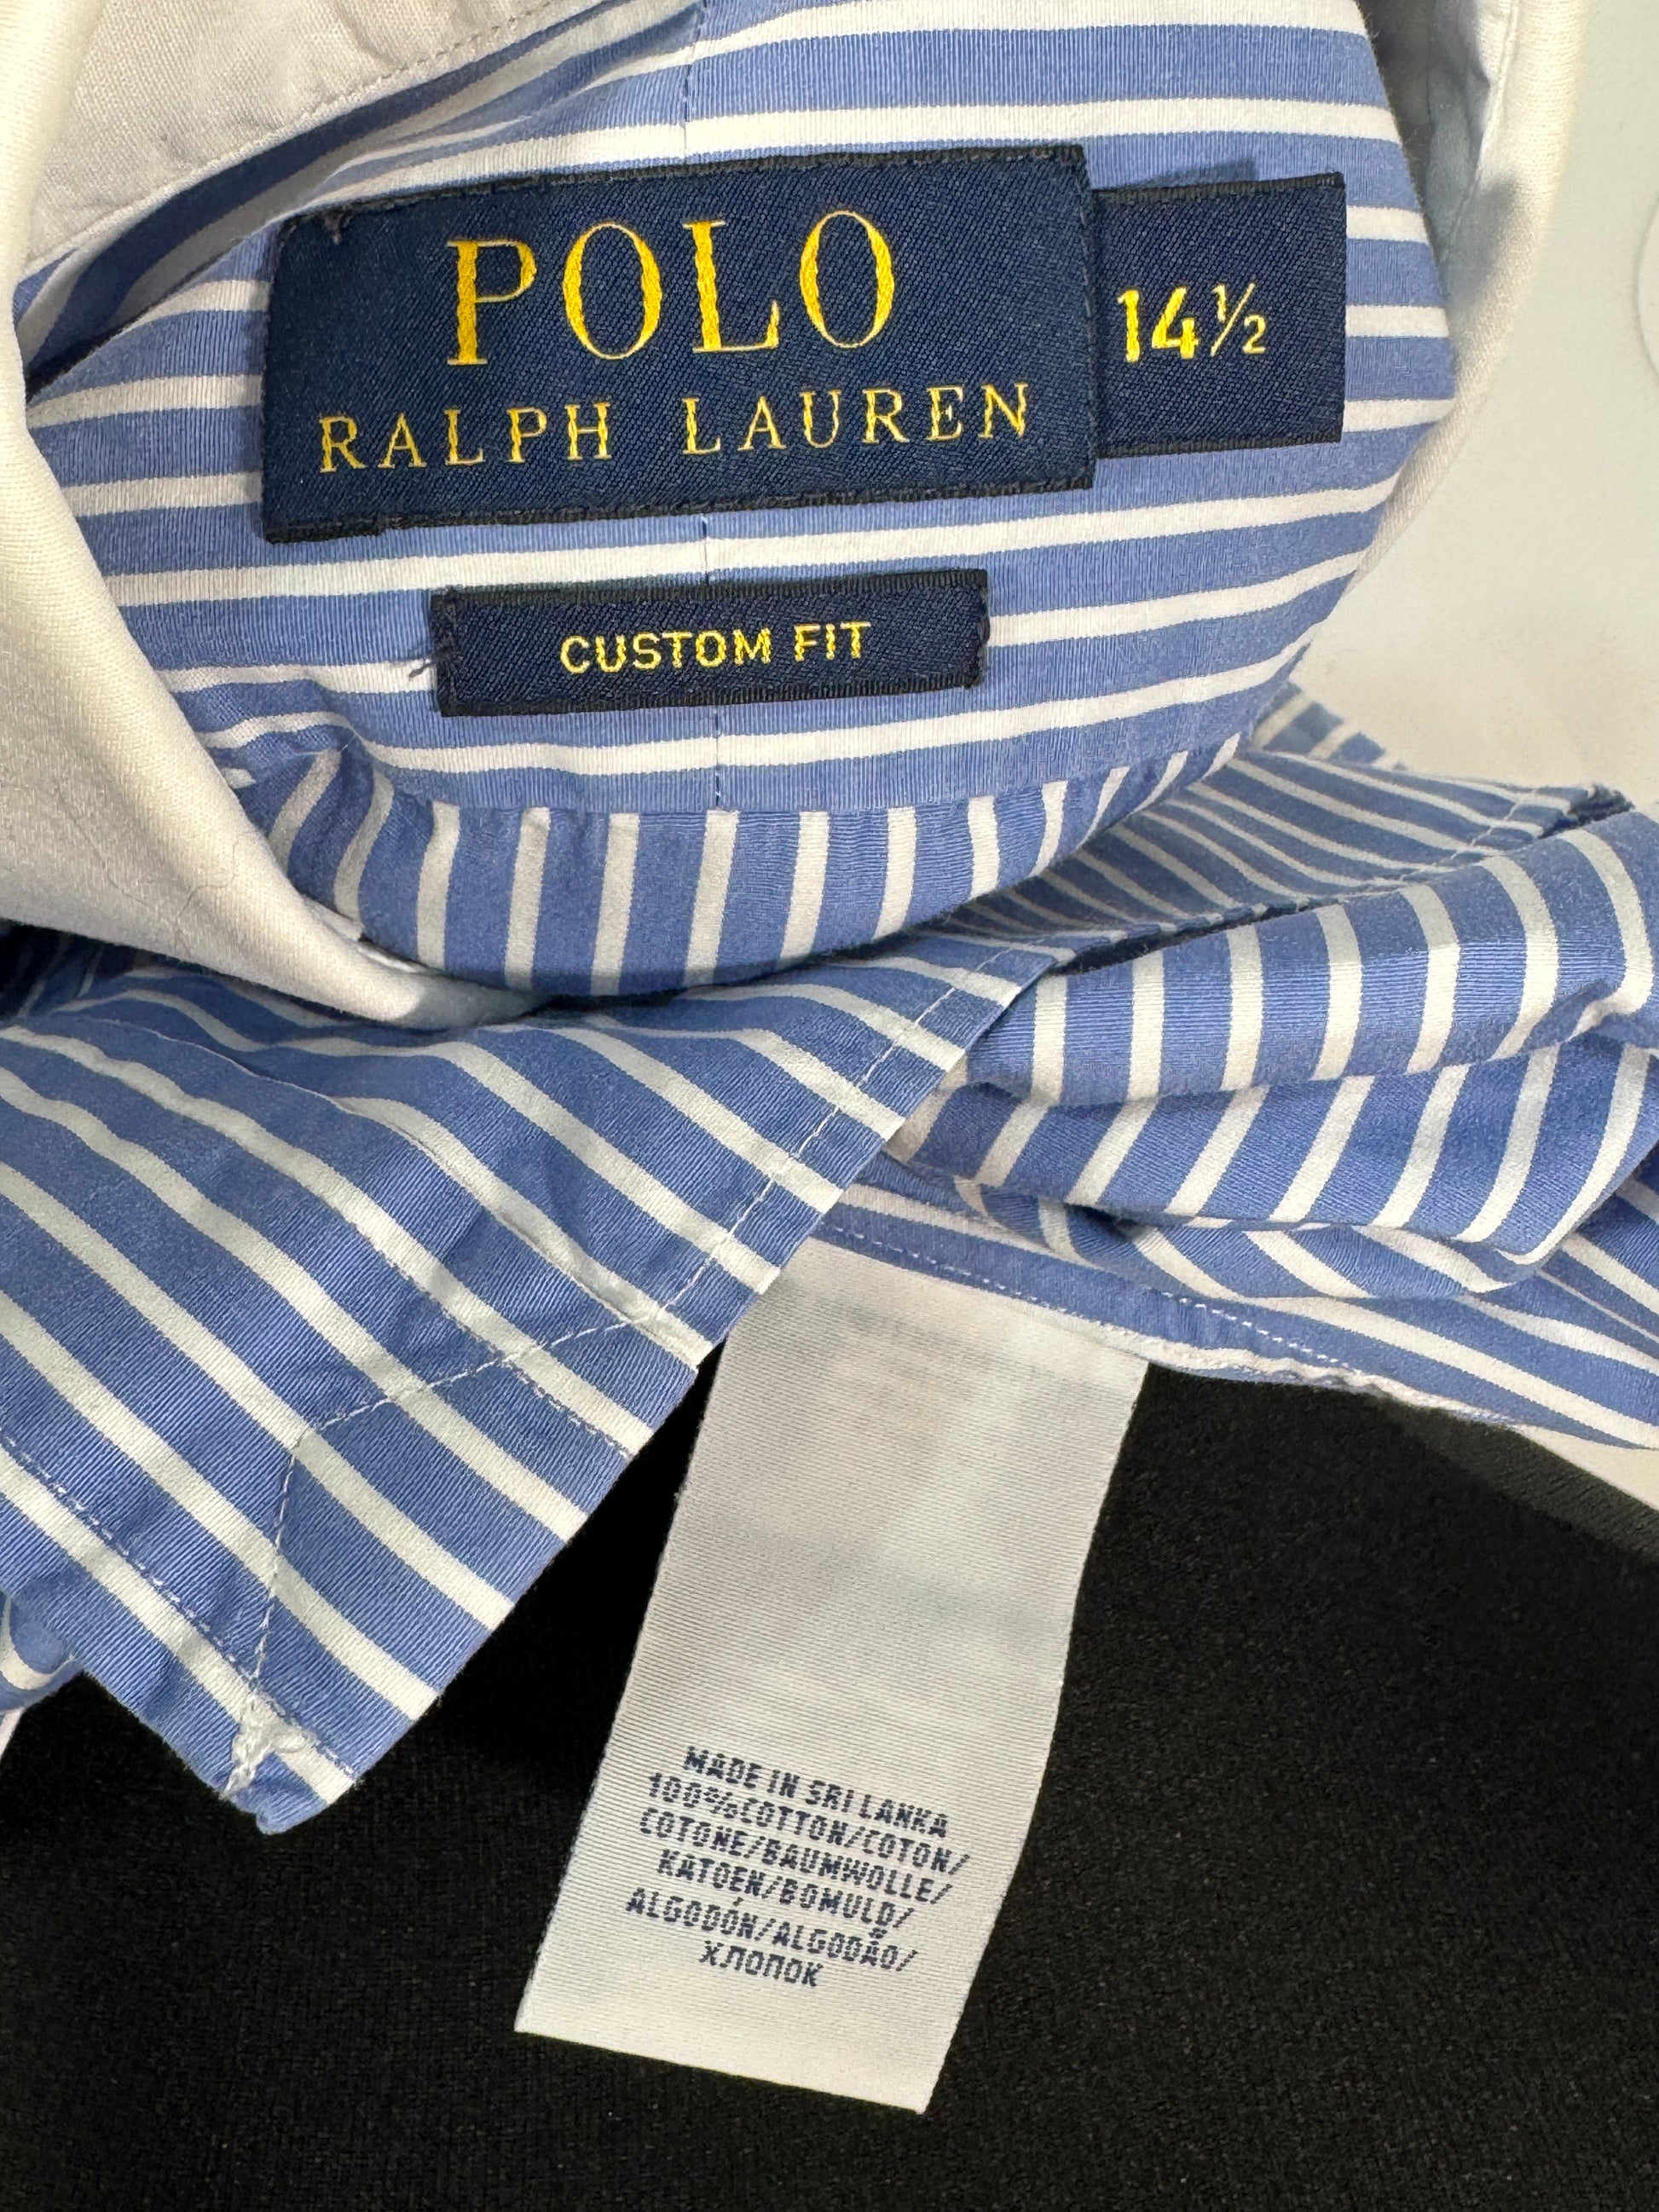 POLO
RALPH LAUREN
14½
CUSTOM FIT
MADE IN SRI LANKA
100%COTTON/COTON/
COTONE/BAUMWOLLE/
KATOEN/BOMULD/
ALGODÓN/ALGODÃO/
ХЛОПОК